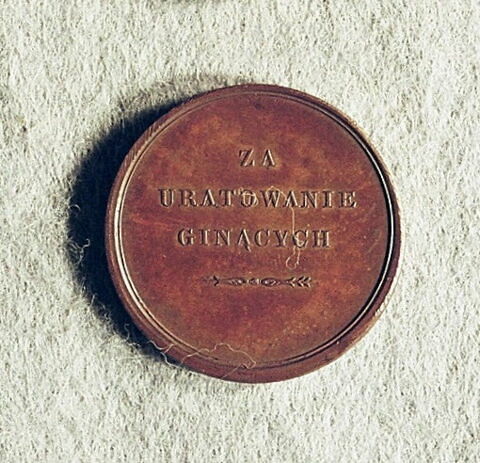 ZA
URATOWANIE
GINĄCYCH